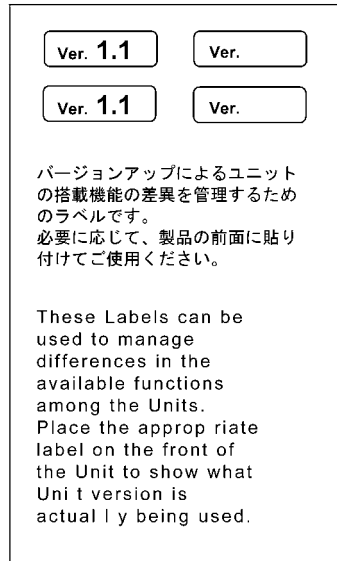 Ver. 1.1 Ver.
Ver. 1.1 Ver.
バージョンアップによるユニット
の搭載機能の差異を管理するため
のラベルです。
必要に応じて、製品の前面に貼り
付けてご使用ください。
These Labels can be
used to manage
differences in the
available functions
among the Units.
Place the approp riate
label on the front of
the Unit to show what
Uni t version is
actual l y being used.